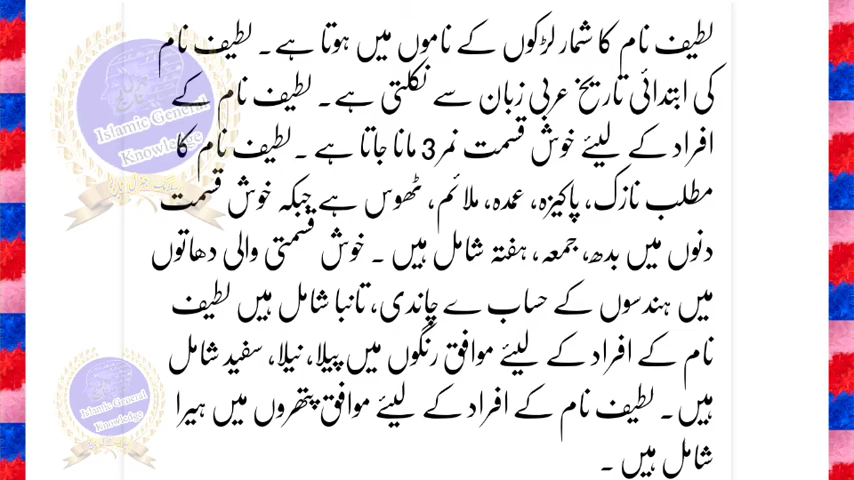 لطیف نام کا شمار لڑکوں کے ناموں میں ہوتا ہے۔ لطیف نام
کی ابتدائی تاریخ عربی زبان سے نکلتی ہے۔ لطیف نام کے
افراد کے لیئے خوش قسمت نمر 3 مانا جاتا ہے ۔ لطیف نام کا
مطلب نازک، پاکیزہ، عمدہ، ملائم، ٹھوس ہے جبکہ خوش قسمت
دنوں میں بدھ، جمعہ، ہفتہ شامل ہیں ۔ خوش قسمتی والی دھاتوں
میں ہندسوں کے حساب ے چاندی، تانبا شامل ہیں لطیف
نام کے افراد کے لیئے موافق رنگوں میں پیلا، نیلا، سفید شامل
ہیں۔ لطیف نام کے افراد کے لیئے موافق پتھروں میں ہیرا
شامل ہیں ۔
Islamic General
Knowledge
Islamic General
Knowledge